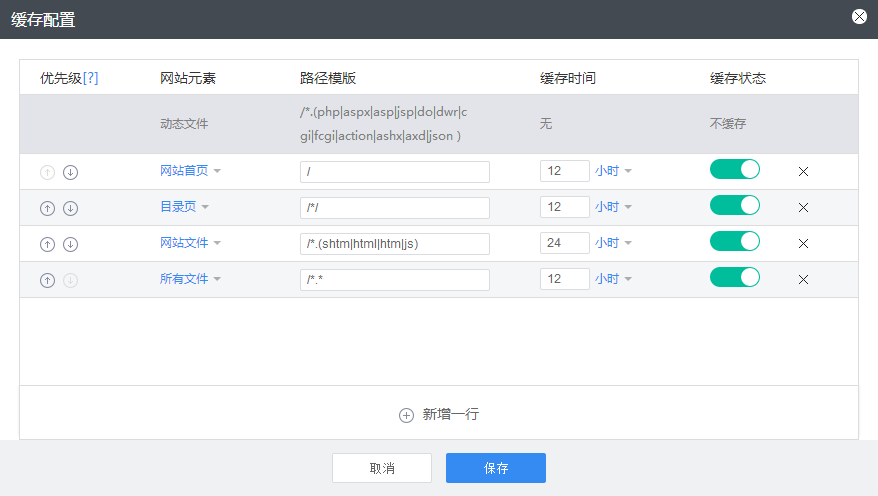 缓存配置
优先级[?] 网站元素 路径模版 缓存时间 缓存状态
动态文件 /*.(php|aspx|asp|jsp|do|dwr|c 无 不缓存
gi|fcgi|action|ashx|axd|json )
网站首页 / 12 小时
目录页 /*/ 12 小时
网站文件 /*.(shtm|html|htm|js) 24 小时
所有文件 /*.* 12 小时
新增一行
取消 保存